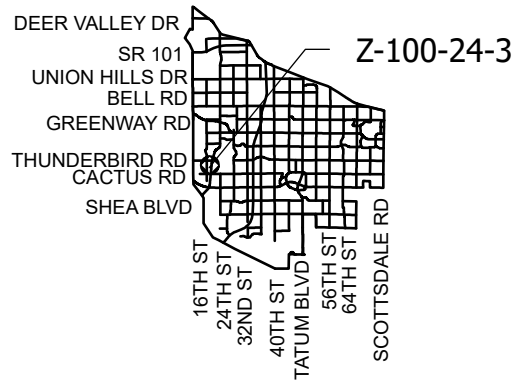 DEER VALLEY DR
SR 101
UNION HILLS DR
BELL RD
GREENWAY RD
THUNDERBIRD RD
CACTUS RD
SHEA BLVD
Z-100-24-3
16TH ST
24TH ST
32ND ST
40TH ST
TATUM BLVD
56TH ST
64TH ST
SCOTTSDALE RD